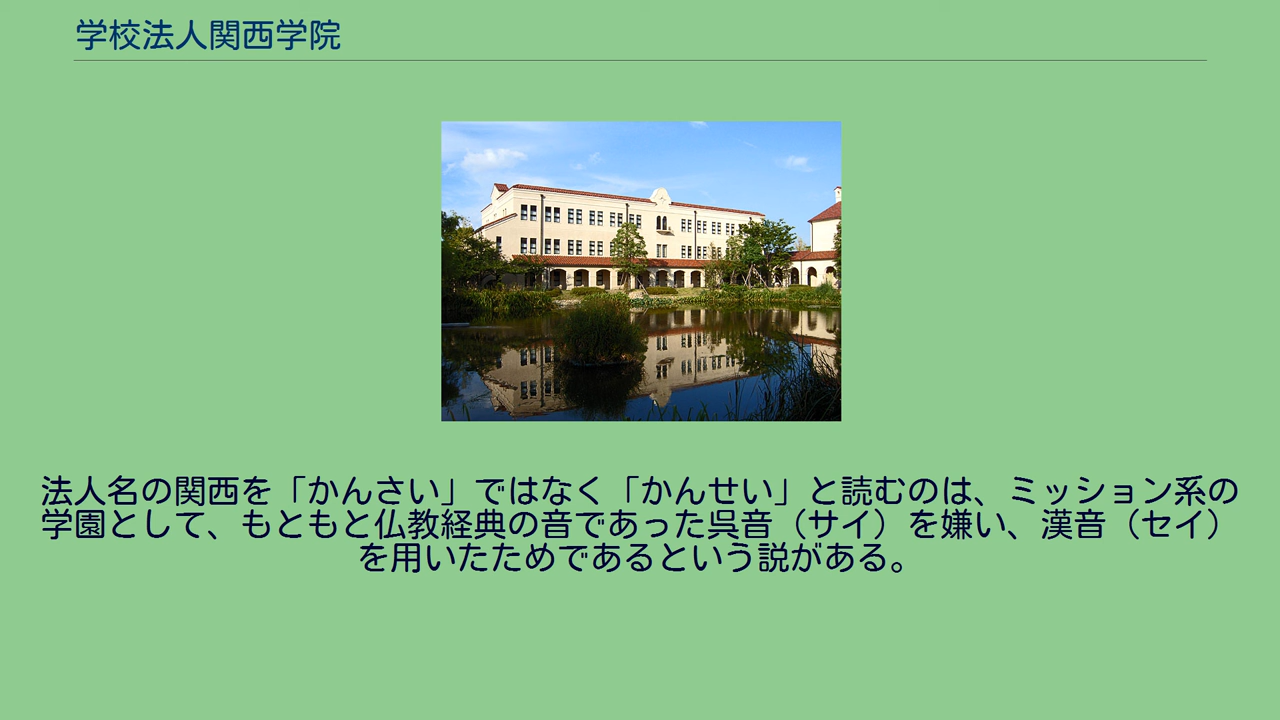 学校法人関西学院
法人名の関西を「かんさい」ではなく「かんせい」と読むのは、ミッション系の
学園として、もともと仏教経典の音であった呉音（サイ）を嫌い、漢音（セイ）
を用いたためであるという説がある。